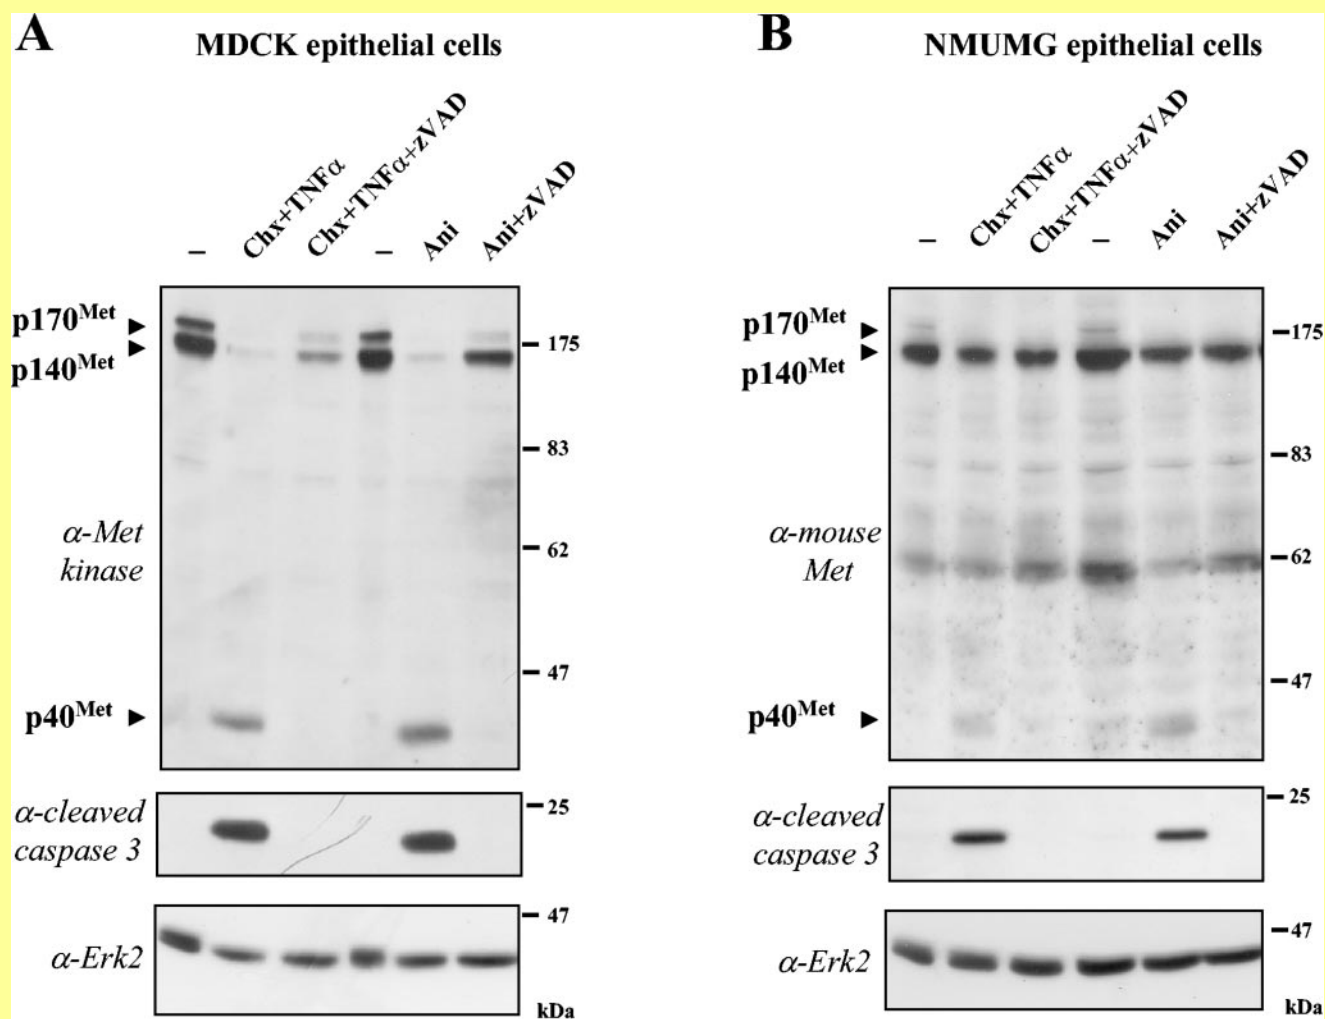 A
MDCK epithelial cells
– Chx+TNFα Chx+TNFα+zVAD – Ani Ani+zVAD
p170Met
p140Met
175
83
α-Met
kinase
62
47
p40Met
α-cleaved
caspase 3
25
α-Erk2
47
kDa
B
NMUMG epithelial cells
– Chx+TNFα Chx+TNFα+zVAD – Ani Ani+zVAD
p170Met
p140Met
175
83
α-mouse
Met
62
47
p40Met
α-cleaved
caspase 3
25
α-Erk2
47
kDa